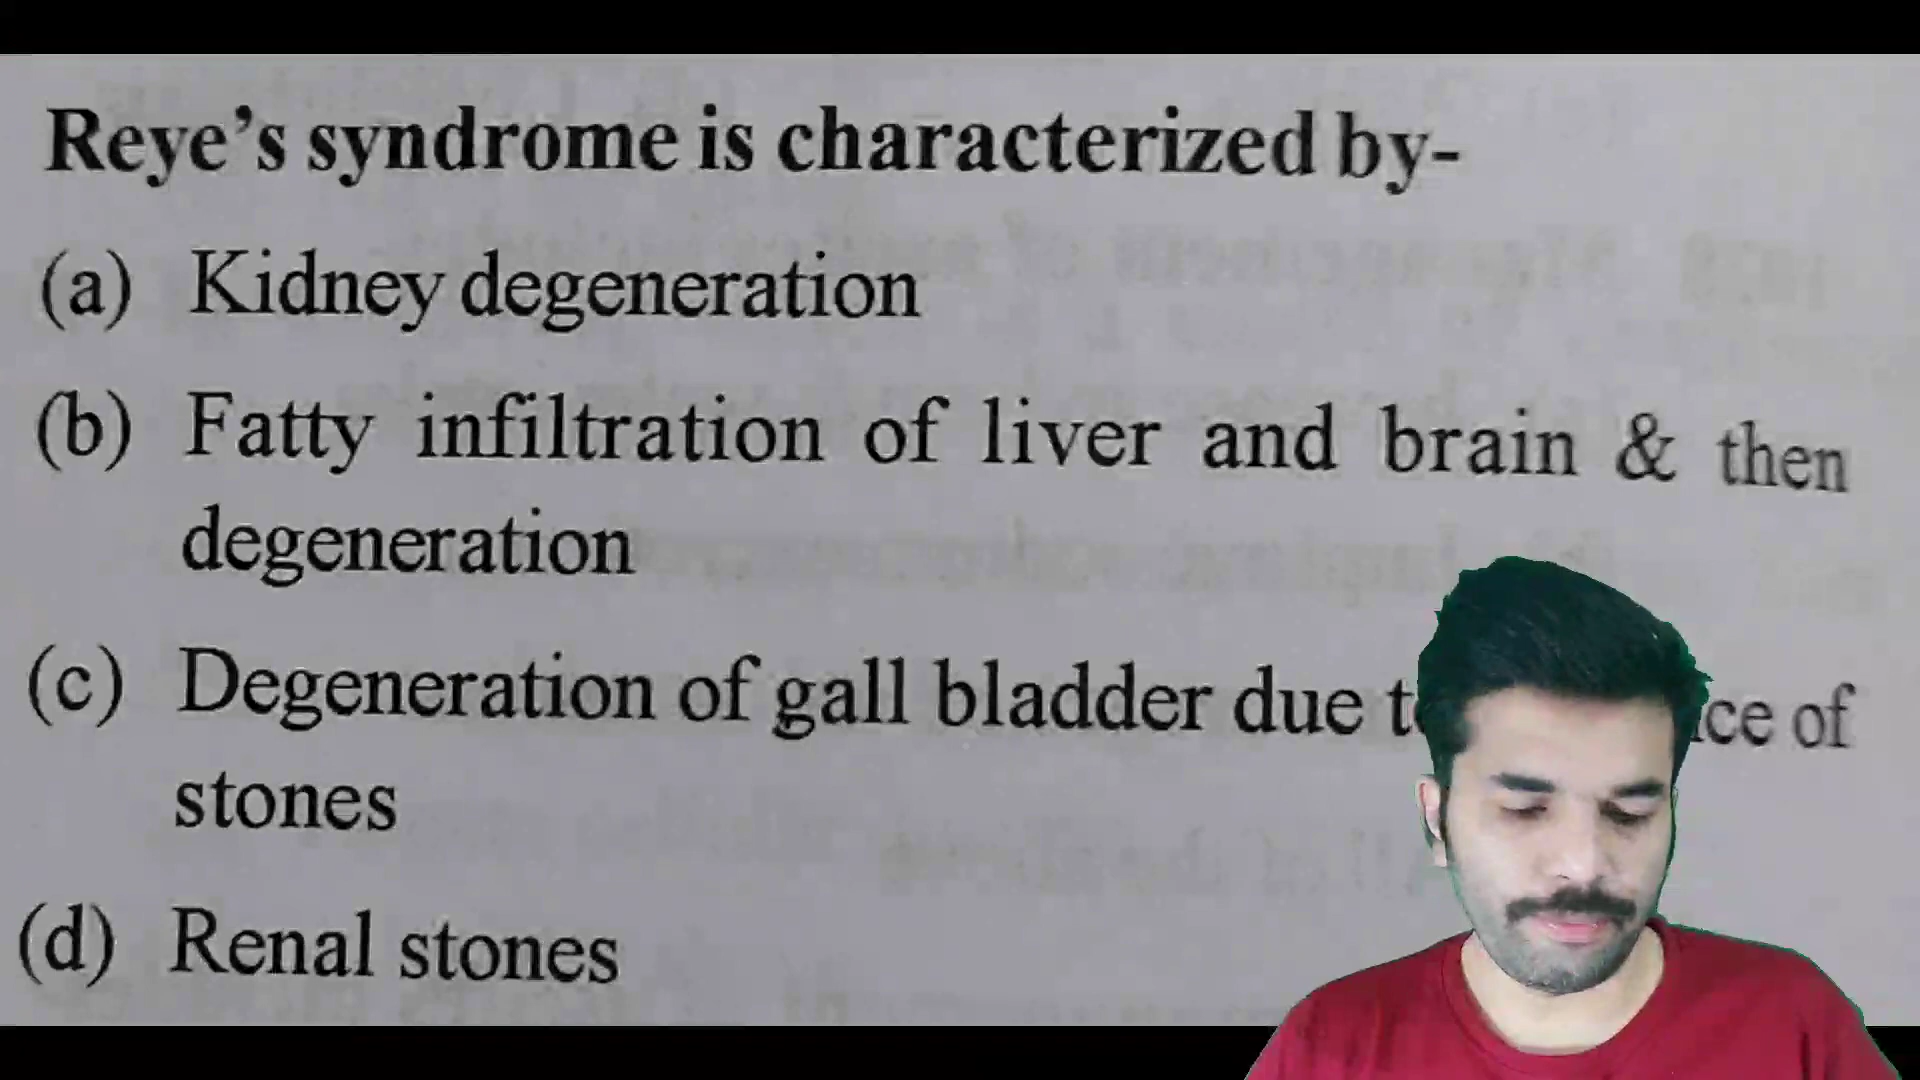 Reye's syndrome is characterized by-
(a) Kidney degeneration
(b) Fatty infiltration of liver and brain & then
degeneration
(c) Degeneration of gall bladder due of
stones
(d) Renal stones